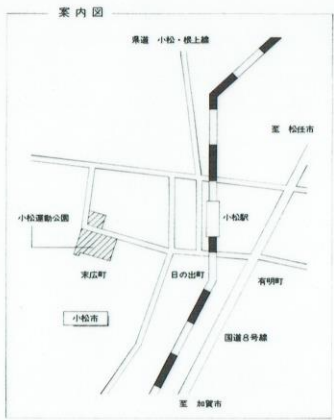 案内図
県道 小松・根上線
至 松任市
小松運動公園
小松駅
末広町
日の出町
有明町
小松市
国道8号線
至 加賀市